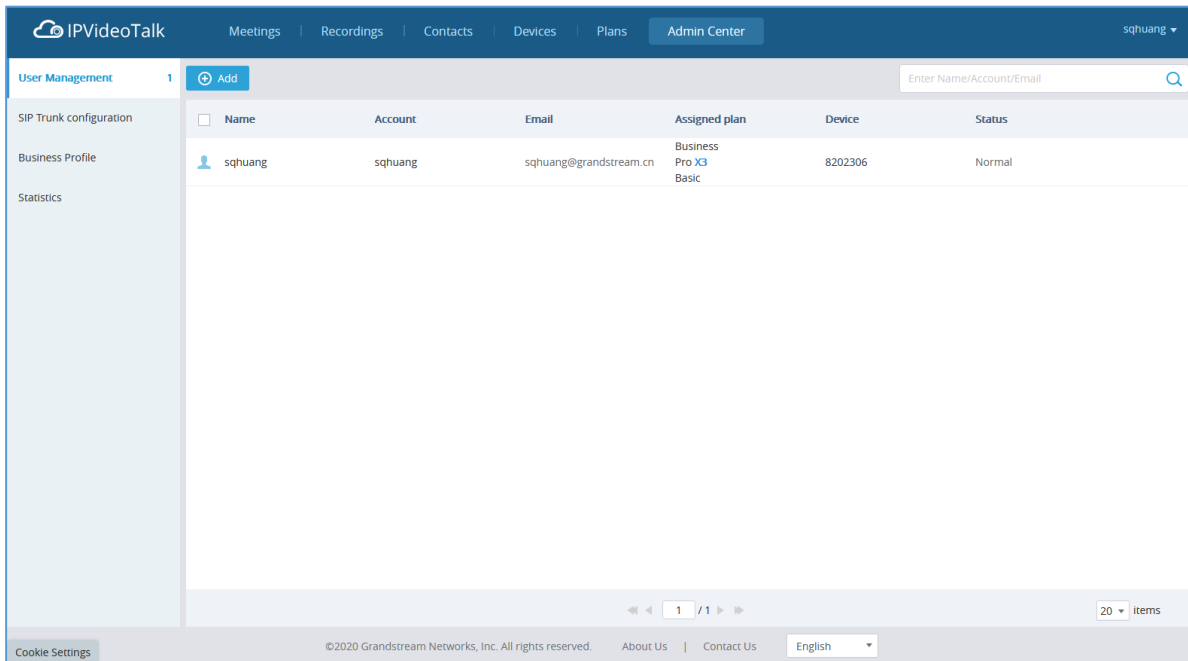 IPVideoTalk
Meetings | Recordings | Contacts | Devices | Plans Admin Center
sqhuang
User Management 1
SIP Trunk configuration
Business Profile
Statistics
Add
Enter Name/Account/Email
Name Account Email Assigned plan Device Status
sqhuang sqhuang sqhuang@grandstream.cn Business 8202306 Normal
Pro X3
Basic
1 / 1
20 items
Cookie Settings
©2020 Grandstream Networks, Inc. All rights reserved. About Us | Contact Us English